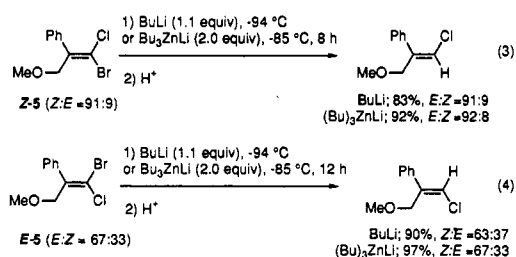 1) BuLi (1.1 equiv), -94 °C
or Bu3ZnLi (2.0 equiv), -85 °C, 8 h
2) H+
(3)
Ph
Cl
MeO
Br
Ph
Cl
MeO
H
Z-5 (Z:E =91:9)
BuLi; 83%, E:Z=91:9
(Bu)3ZnLi; 92%, E:Z=92:8
1) BuLi (1.1 equiv), -94 °C
or Bu3ZnLi (2.0 equiv), -85 °C, 12 h
2) H+
(4)
Ph
Br
MeO
Cl
Ph
H
MeO
Cl
E-5 (E:Z = 67:33)
BuLi; 90%, Z:E=63:37
(Bu)3ZnLi; 97%, Z:E=67:33